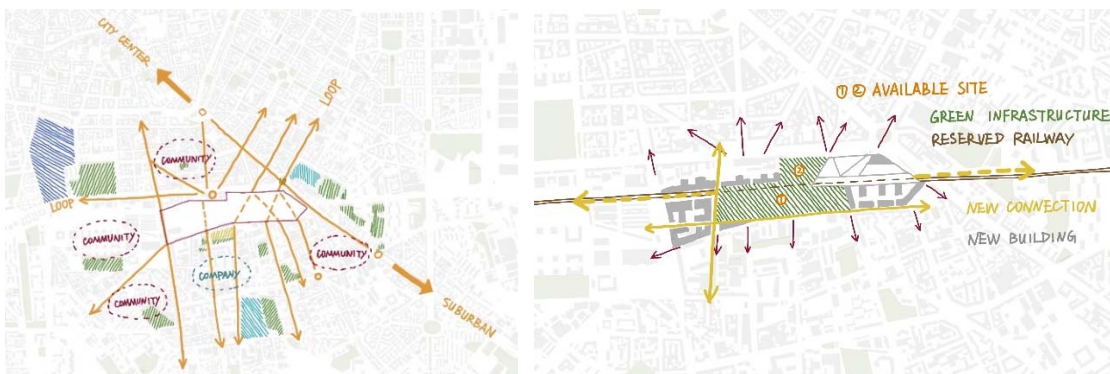 CITY CENTER
LOOP
COMMUNITY
LOOP
COMMUNITY
COMMUNITY
COMPANY
COMMUNITY
SUBURBAN
①② AVAILABLE SITE
GREEN INFRASTRUCTURE
RESERVED RAILWAY
②
①
NEW CONNECTION
NEW BUILDING